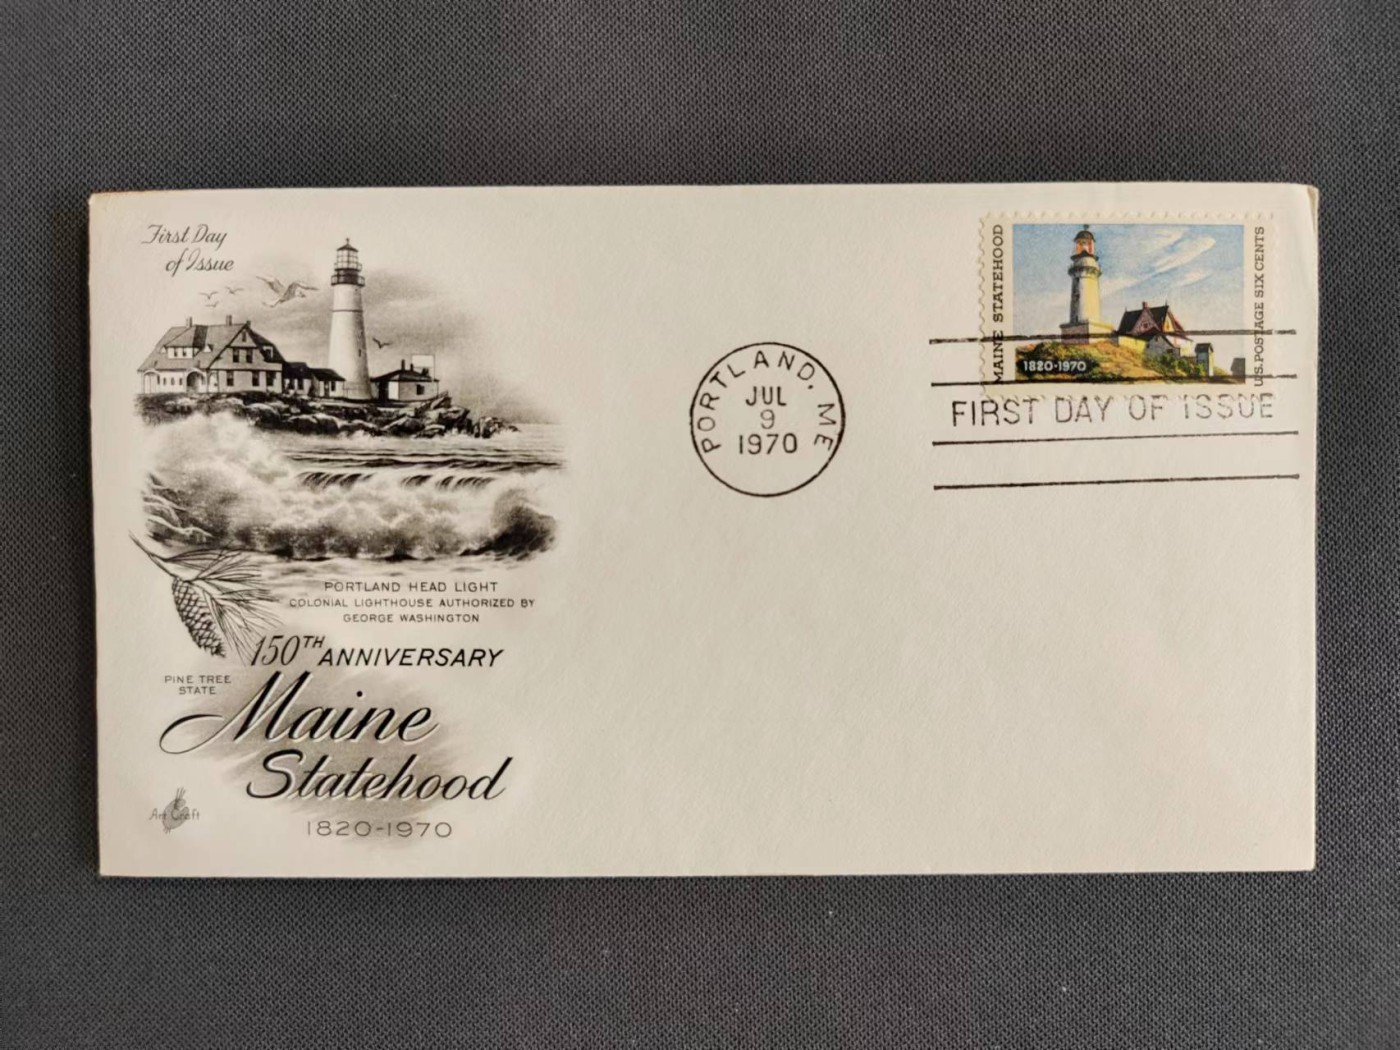 First Day
of Issue
PORTLAND HEAD LIGHT
COLONIAL LIGHTHOUSE AUTHORIZED BY
GEORGE WASHINGTON
150TH ANNIVERSARY
PINE TREE
STATE
Maine
Statehood
1820-1970
Art Craft
PORTLAND, ME
JUL
9
1970
MAINE STATEHOOD
U.S. POSTAGE SIX CENTS
1820·1970
FIRST DAY OF ISSUE